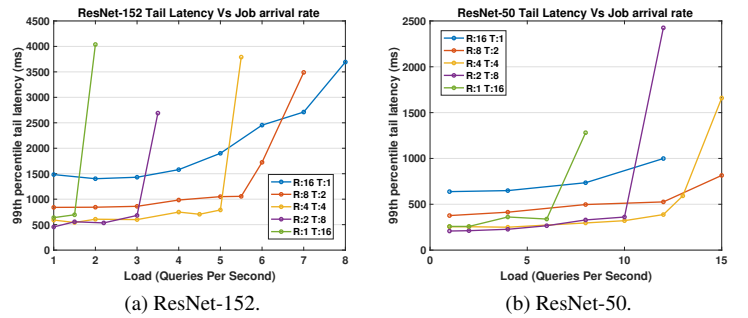 ResNet-152 Tail Latency Vs Job arrival rate
99th percentile tail latency (ms)
4500
4000
3500
3000
2500
2000
1500
1000
500
0
R:16 T:1
R:8 T:2
R:4 T:4
R:2 T:8
R:1 T:16
1 2 3 4 5 6 7 8
Load (Queries Per Second)
(a) ResNet-152.
ResNet-50 Tail Latency Vs Job arrival rate
99th percentile tail latency (ms)
2500
2000
1500
1000
500
0
R:16 T:1
R:8 T:2
R:4 T:4
R:2 T:8
R:1 T:16
0 5 10 15
Load (Queries Per Second)
(b) ResNet-50.